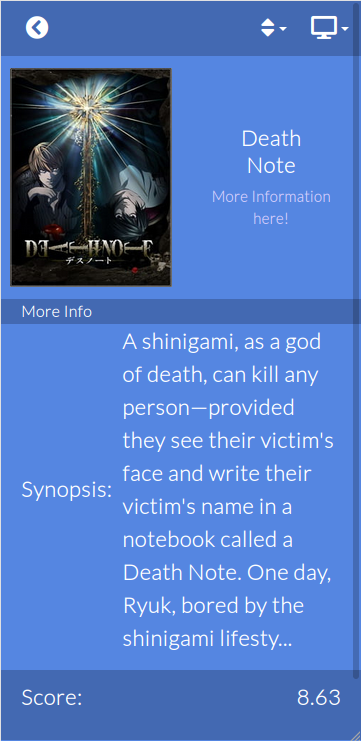 DEATH NOTE
デスノート
Death
Note
More Information
here!
More Info
Synopsis:
A shinigami, as a god
of death, can kill any
person—provided
they see their victim's
face and write their
victim's name in a
notebook called a
Death Note. One day,
Ryuk, bored by the
shinigami lifesty...
Score:
8.63